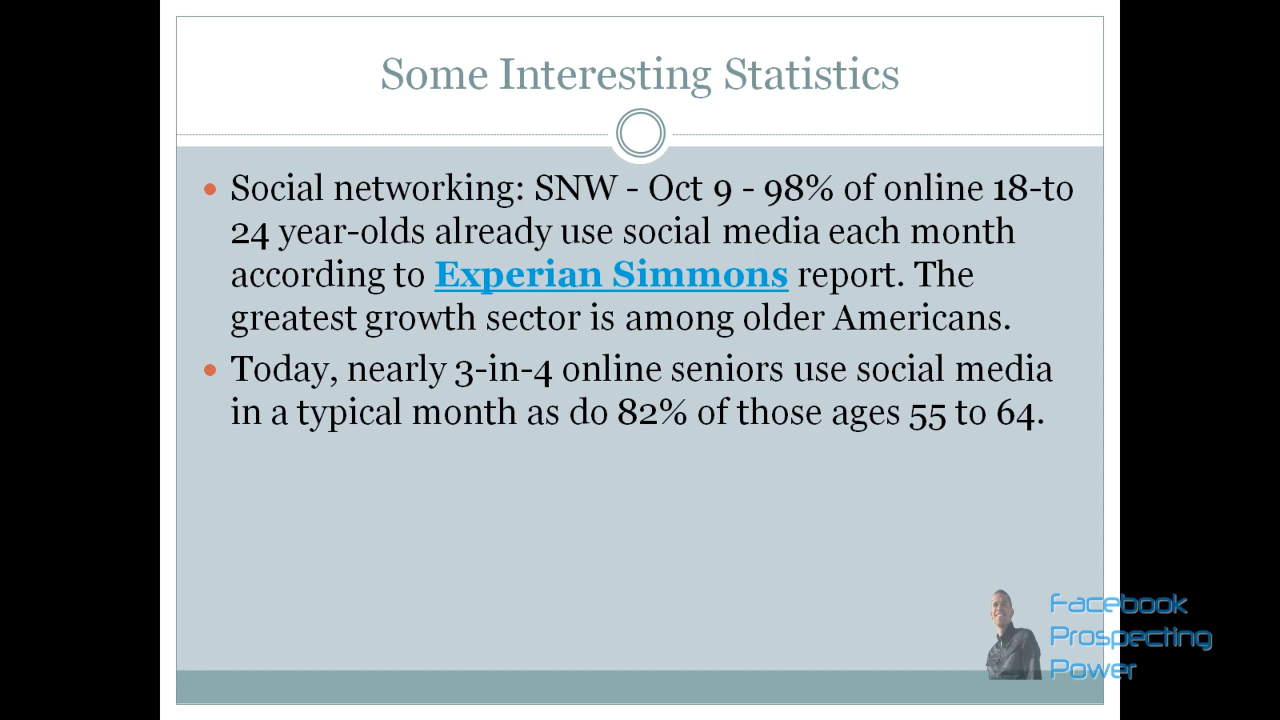 Some Interesting Statistics
Social networking: SNW - Oct 9 - 98% of online 18-to
24 year-olds already use social media each month
according to Experian Simmons report. The
greatest growth sector is among older Americans.
Today, nearly 3-in-4 online seniors use social media
in a typical month as do 82% of those ages 55 to 64.
Facebook
Prospecting
Power